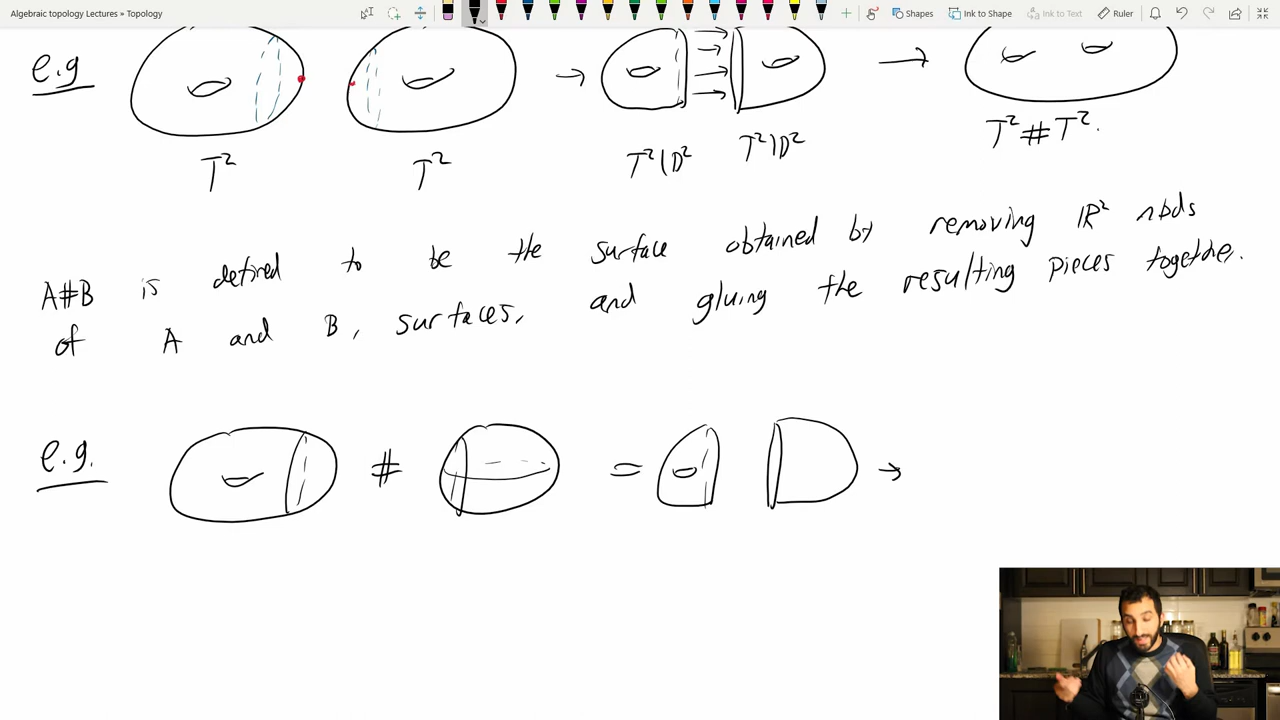 Algebraic topology Lectures » Topology
Shapes Ink to Shape Ink to Text Ruler
e.g
T² T² T²\D² T²\D² T²#T².
A#B is defined to be the surface obtained by removing ℝ² nbds
of A and B, surfaces, and gluing the resulting pieces together.
e.g. # = →